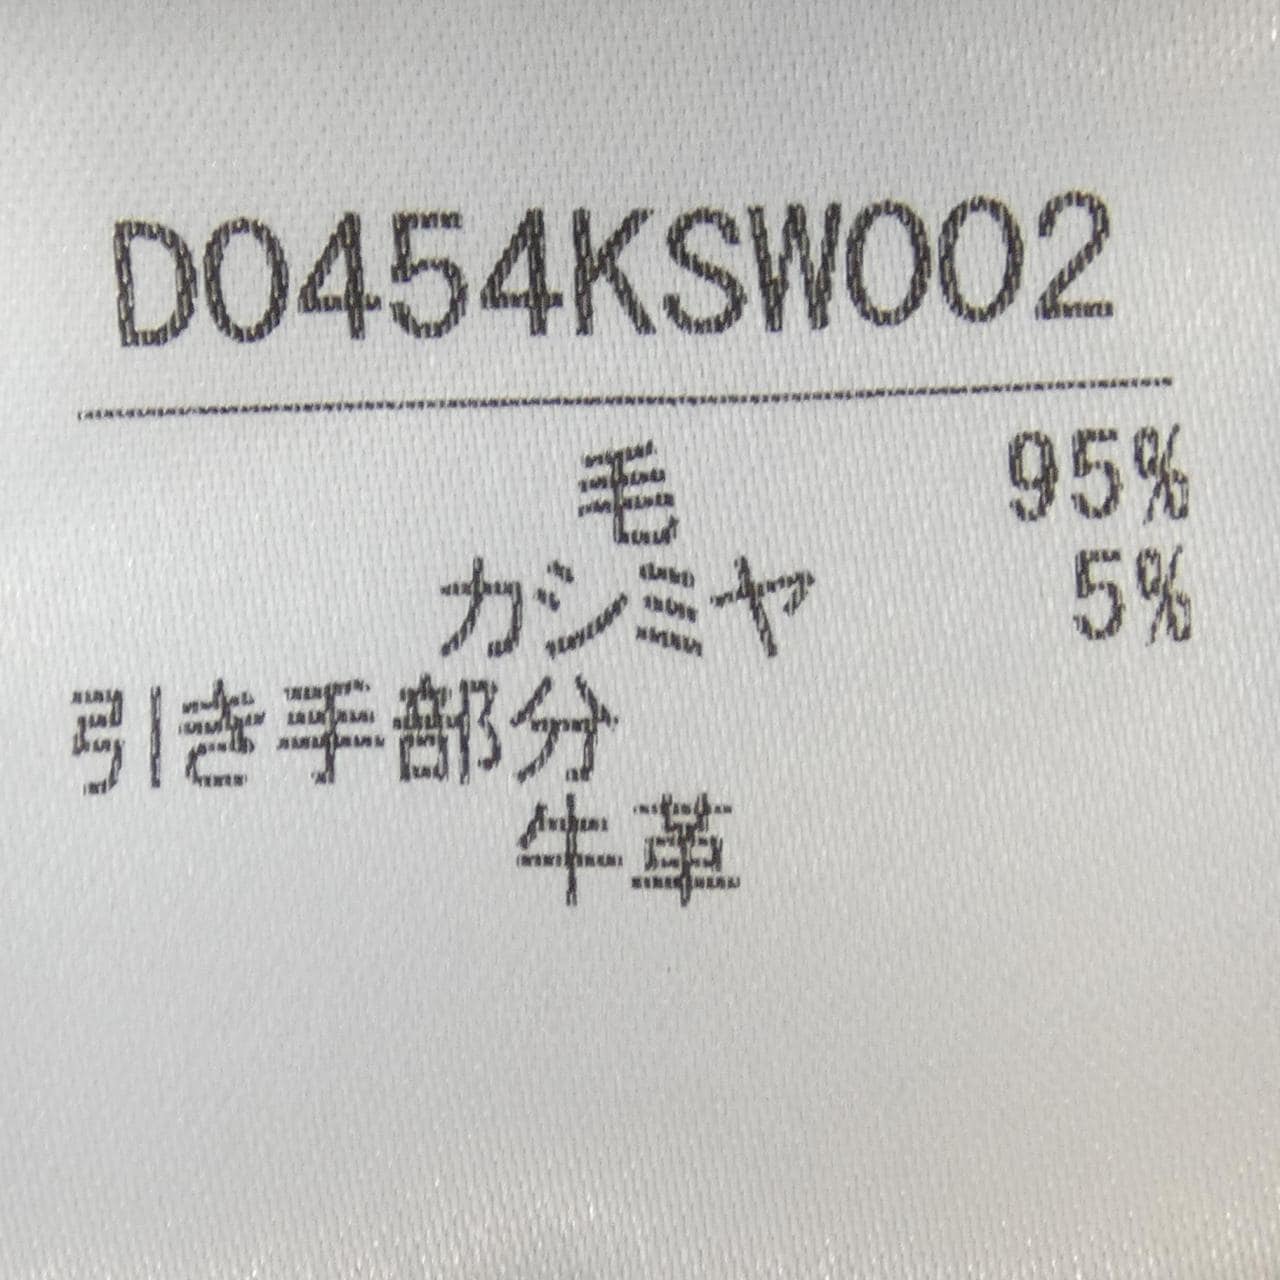 D0454KSW002
毛 95%
カシミヤ 5%
引き手部分
牛革